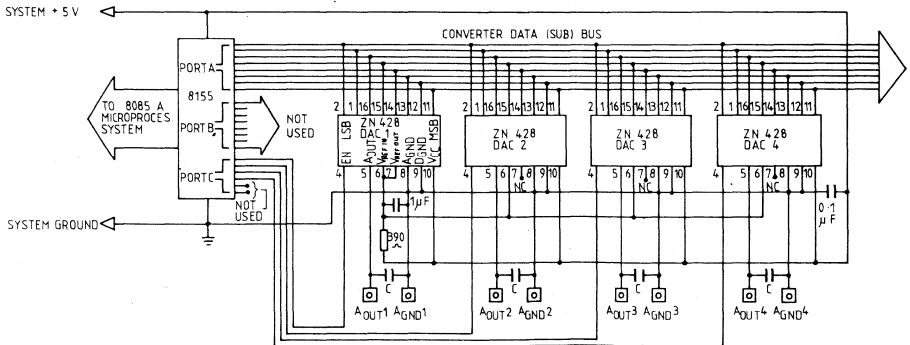 SYSTEM + 5 V
CONVERTER DATA (SUB) BUS
PORTA
8155
TO 8085 A
MICROPROCES.
SYSTEM
PORTB
NOT
USED
PORTC
NOT
USED
2 1 16 15 14 13 12 11
ZN 428
DAC 1
EN LSB
AOUT
VREF IN
VREF OUT
AGND
DGND
VCC MSB
4 5 6 7 8 9 10
2 1 16 15 14 13 12 11
ZN 428
DAC 2
4 5 6 7 8 9 10
NC
2 1 16 15 14 13 12 11
ZN 428
DAC 3
4 5 6 7 8 9 10
NC
2 1 16 15 14 13 12 11
ZN 428
DAC 4
4 5 6 7 8 9 10
NC
1µF
0·1
µF
SYSTEM GROUND
390
Ω
C
C
C
C
AOUT1 AGND1
AOUT2 AGND2
AOUT3 AGND3
AOUT4 AGND4